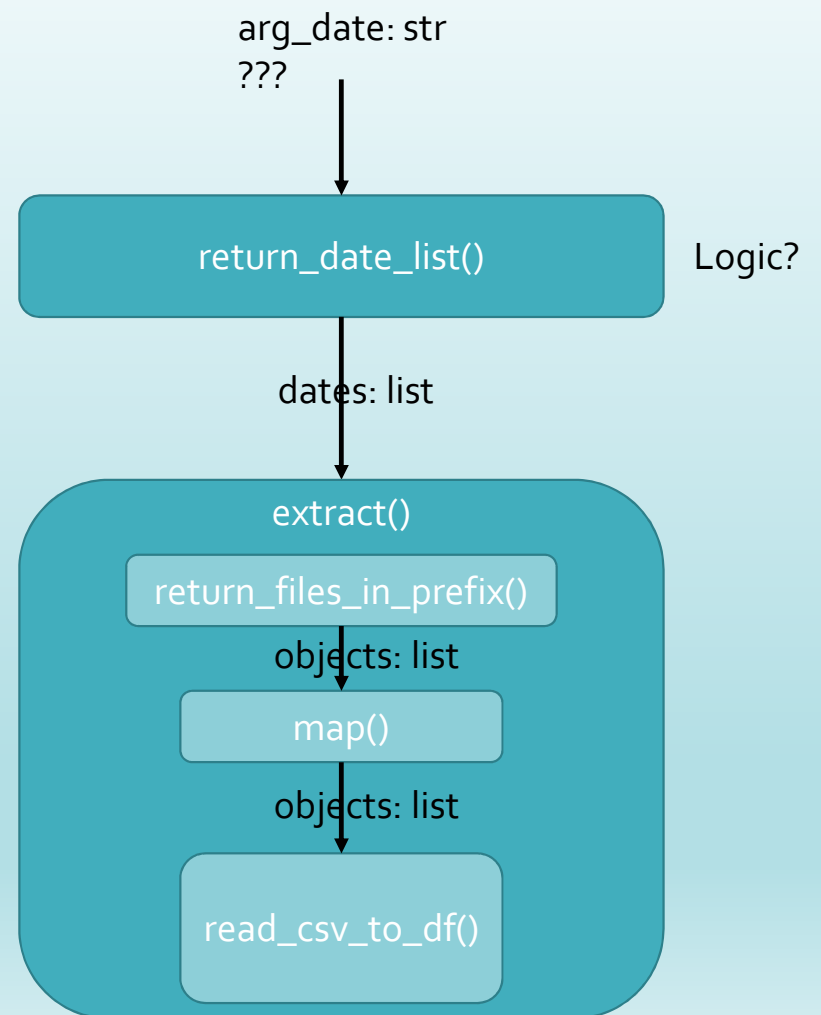 arg_date: str
???
return_date_list()
Logic?
dates: list
extract()
return_files_in_prefix()
objects: list
map()
objects: list
read_csv_to_df()